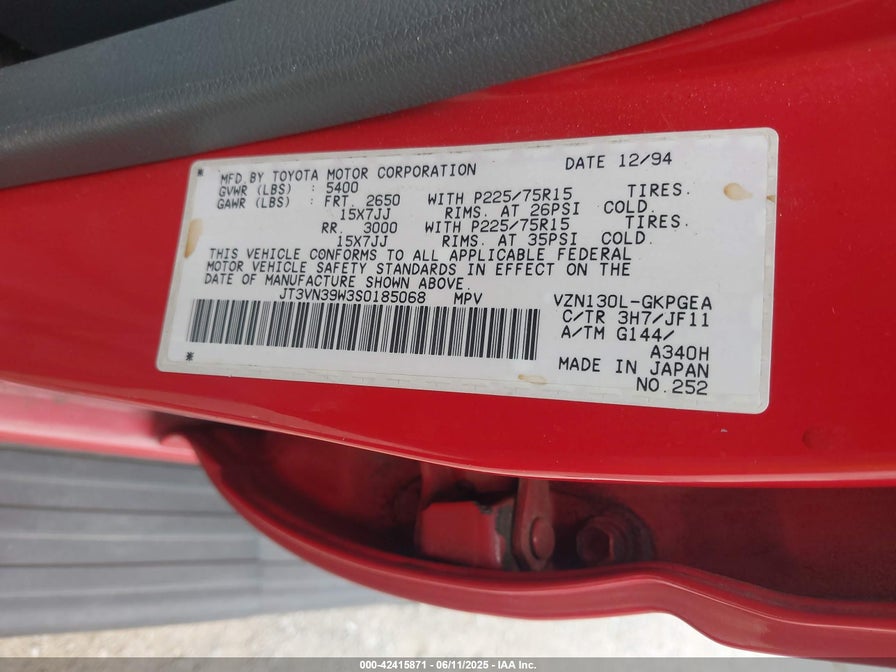 * MFD.BY TOYOTA MOTOR CORPORATION DATE 12/94
GVWR (LBS) : 5400
GAWR (LBS) : FRT. 2650 WITH P225/75R15 TIRES.
15X7JJ RIMS. AT 26PSI COLD.
RR. 3000 WITH P225/75R15 TIRES.
15X7JJ RIMS. AT 35PSI COLD.
THIS VEHICLE CONFORMS TO ALL APPLICABLE FEDERAL
MOTOR VEHICLE SAFETY STANDARDS IN EFFECT ON THE
DATE OF MANUFACTURE SHOWN ABOVE.
JT3VN39W3S0185068 MPV VZN130L-GKPGEA
C/TR 3H7/JF11
A/TM G144/
A340H
* MADE IN JAPAN
NO.252
000-42415871 - 06/11/2025 - IAA Inc.